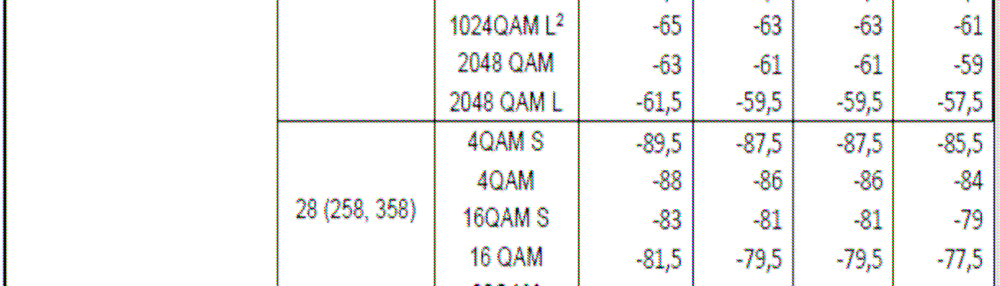 1024QAM L² -65 -63 -63 -61
2048 QAM -63 -61 -61 -59
2048 QAM L -61,5 -59,5 -59,5 -57,5
4QAM S -89,5 -87,5 -87,5 -85,5
4QAM -88 -86 -86 -84
28 (258, 358)
16QAM S -83 -81 -81 -79
16 QAM -81,5 -79,5 -79,5 -77,5